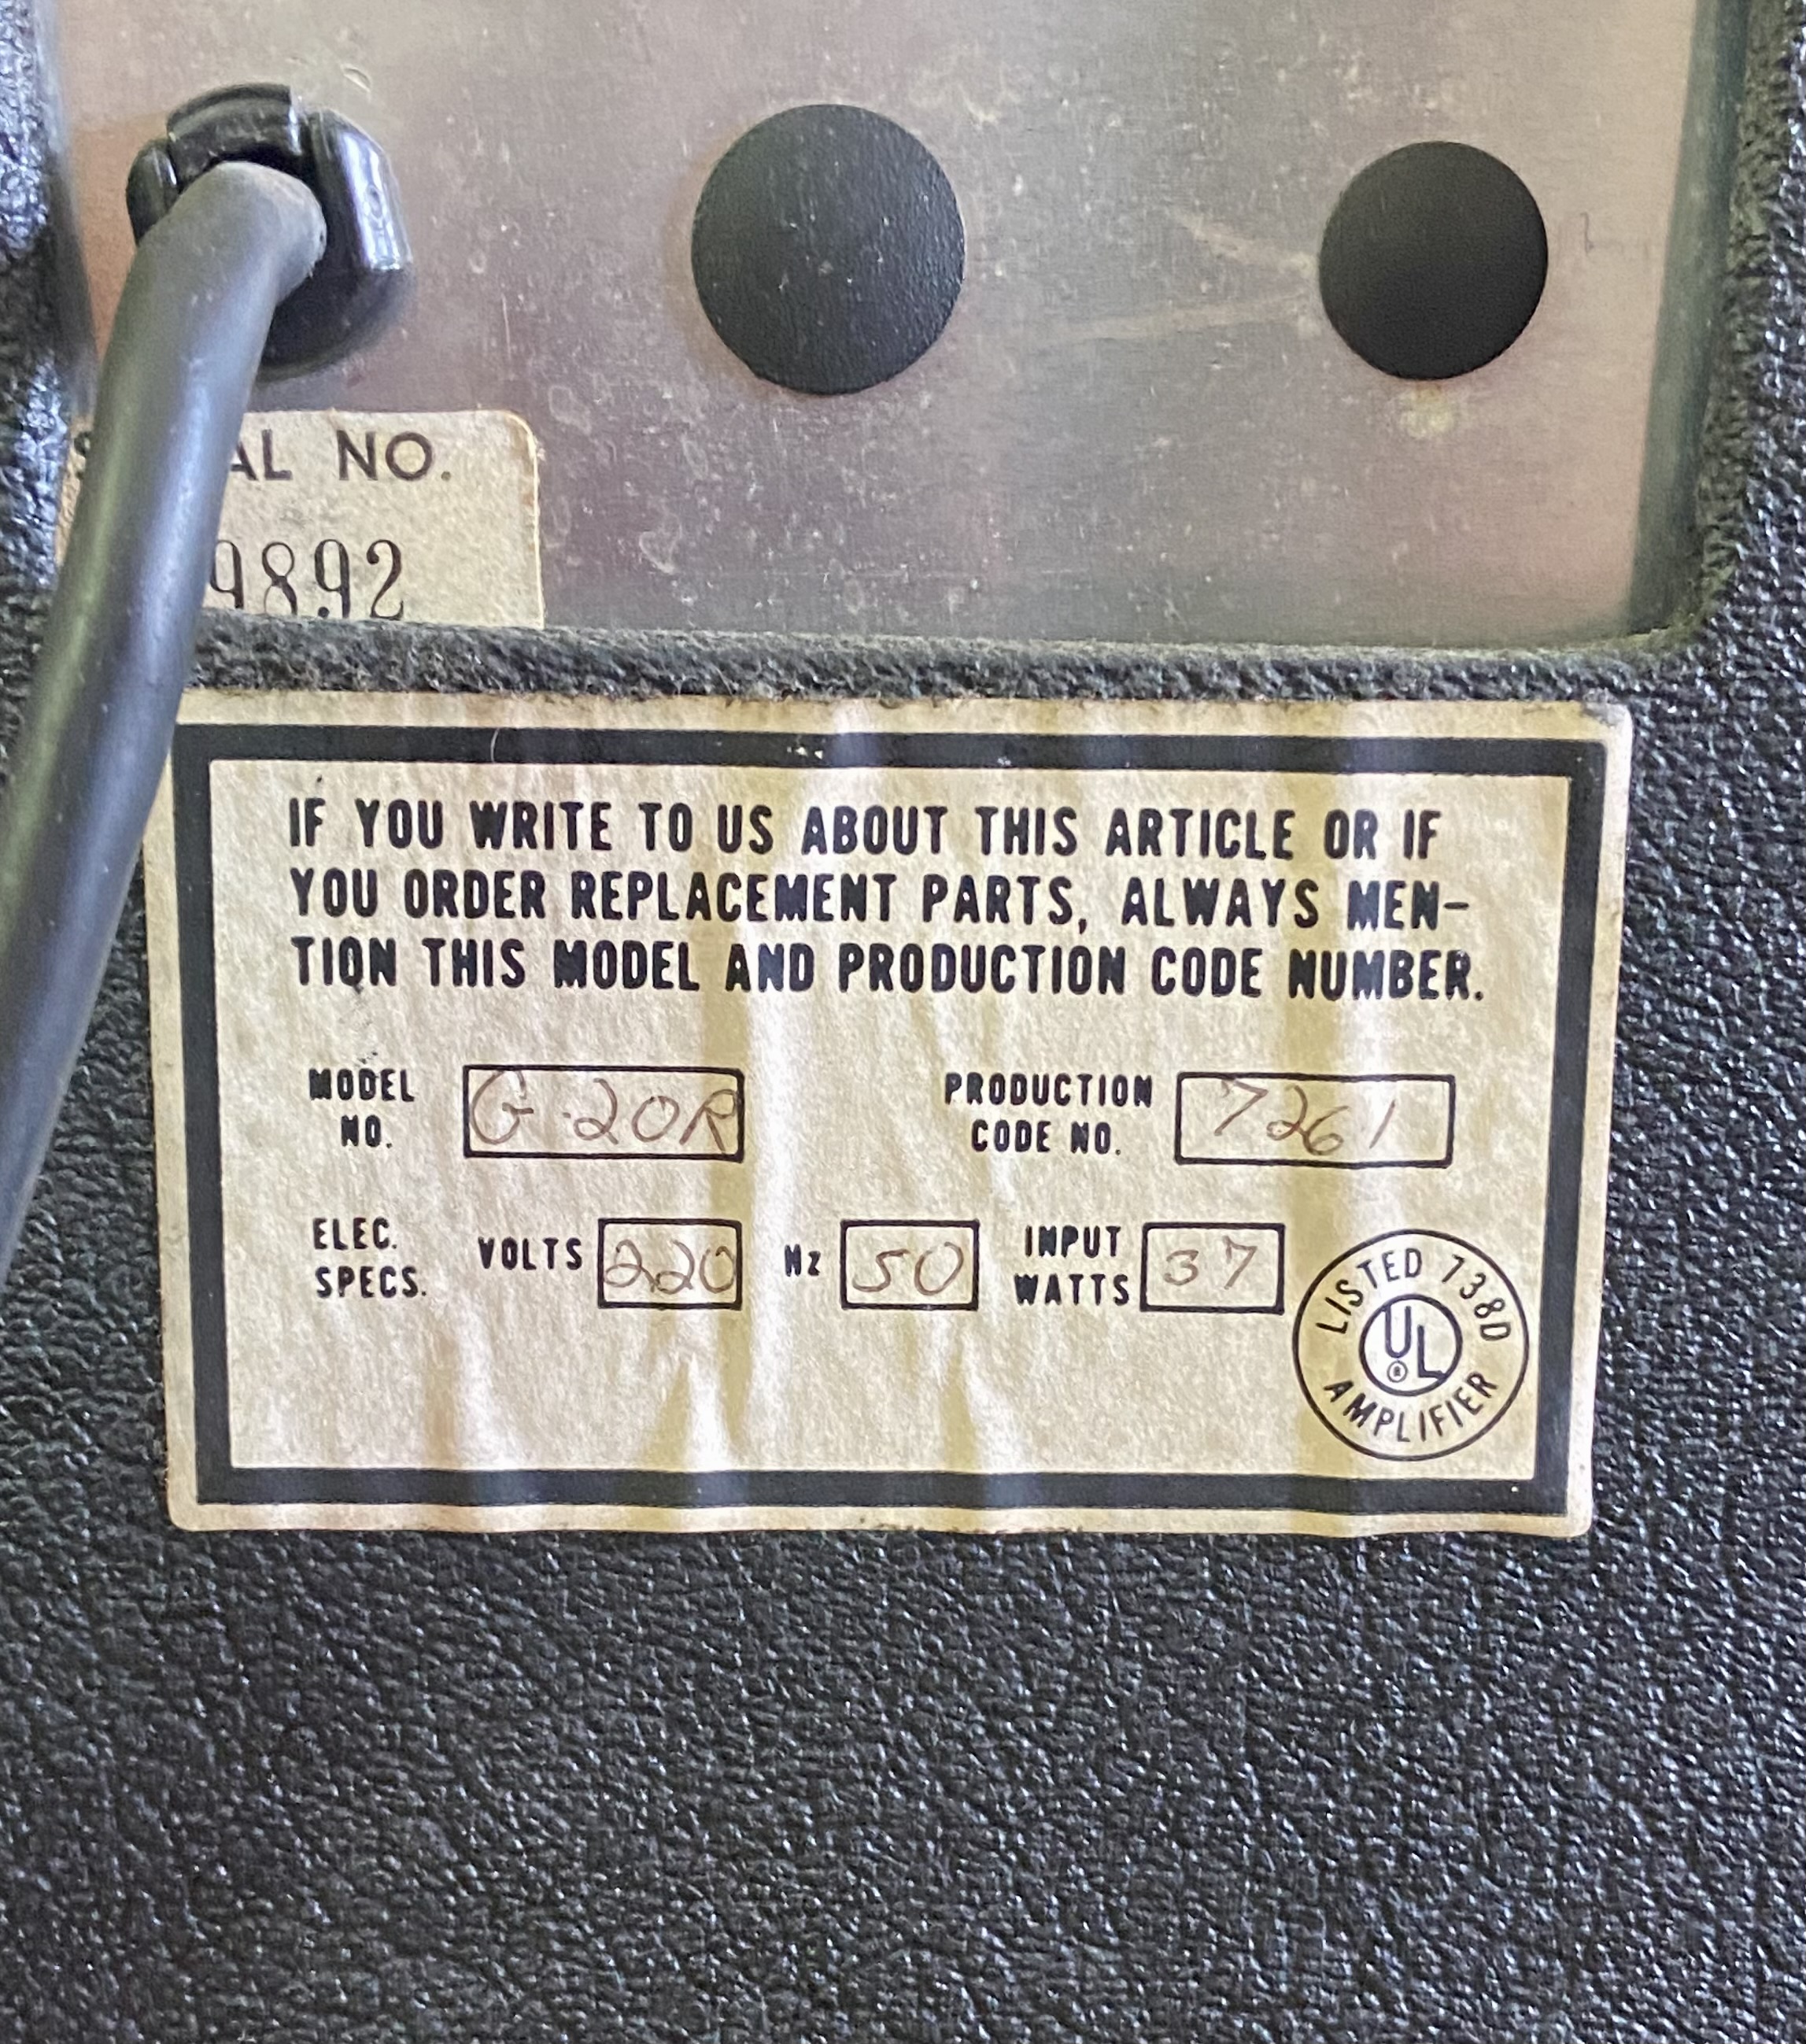 AL NO.
9892
IF YOU WRITE TO US ABOUT THIS ARTICLE OR IF
YOU ORDER REPLACEMENT PARTS, ALWAYS MEN-
TION THIS MODEL AND PRODUCTION CODE NUMBER.
MODEL NO. G-20R PRODUCTION CODE NO. 7261
ELEC. SPECS. VOLTS 220 Hz 50 INPUT WATTS 37
LISTED 738D
UL ®
AMPLIFIER